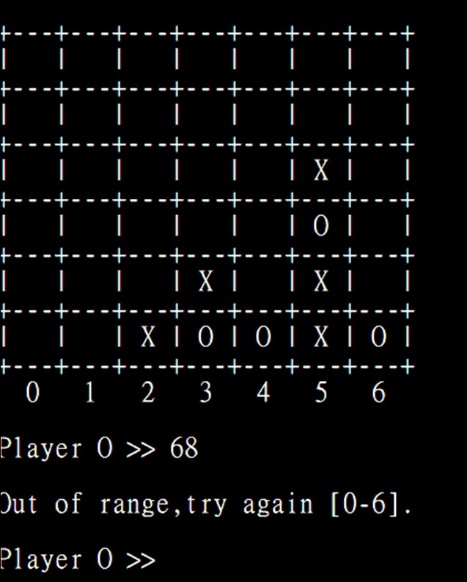 +---+---+---+---+---+---+---+
|   |   |   |   |   |   |   |
+---+---+---+---+---+---+---+
|   |   |   |   |   |   |   |
+---+---+---+---+---+---+---+
|   |   |   |   |   | X |   |
+---+---+---+---+---+---+---+
|   |   |   |   |   | O |   |
+---+---+---+---+---+---+---+
|   |   |   | X |   | X |   |
+---+---+---+---+---+---+---+
|   |   | X | O | O | X | O |
+---+---+---+---+---+---+---+
0 1 2 3 4 5 6
Player O >> 68
Out of range,try again [0-6].
Player O >>